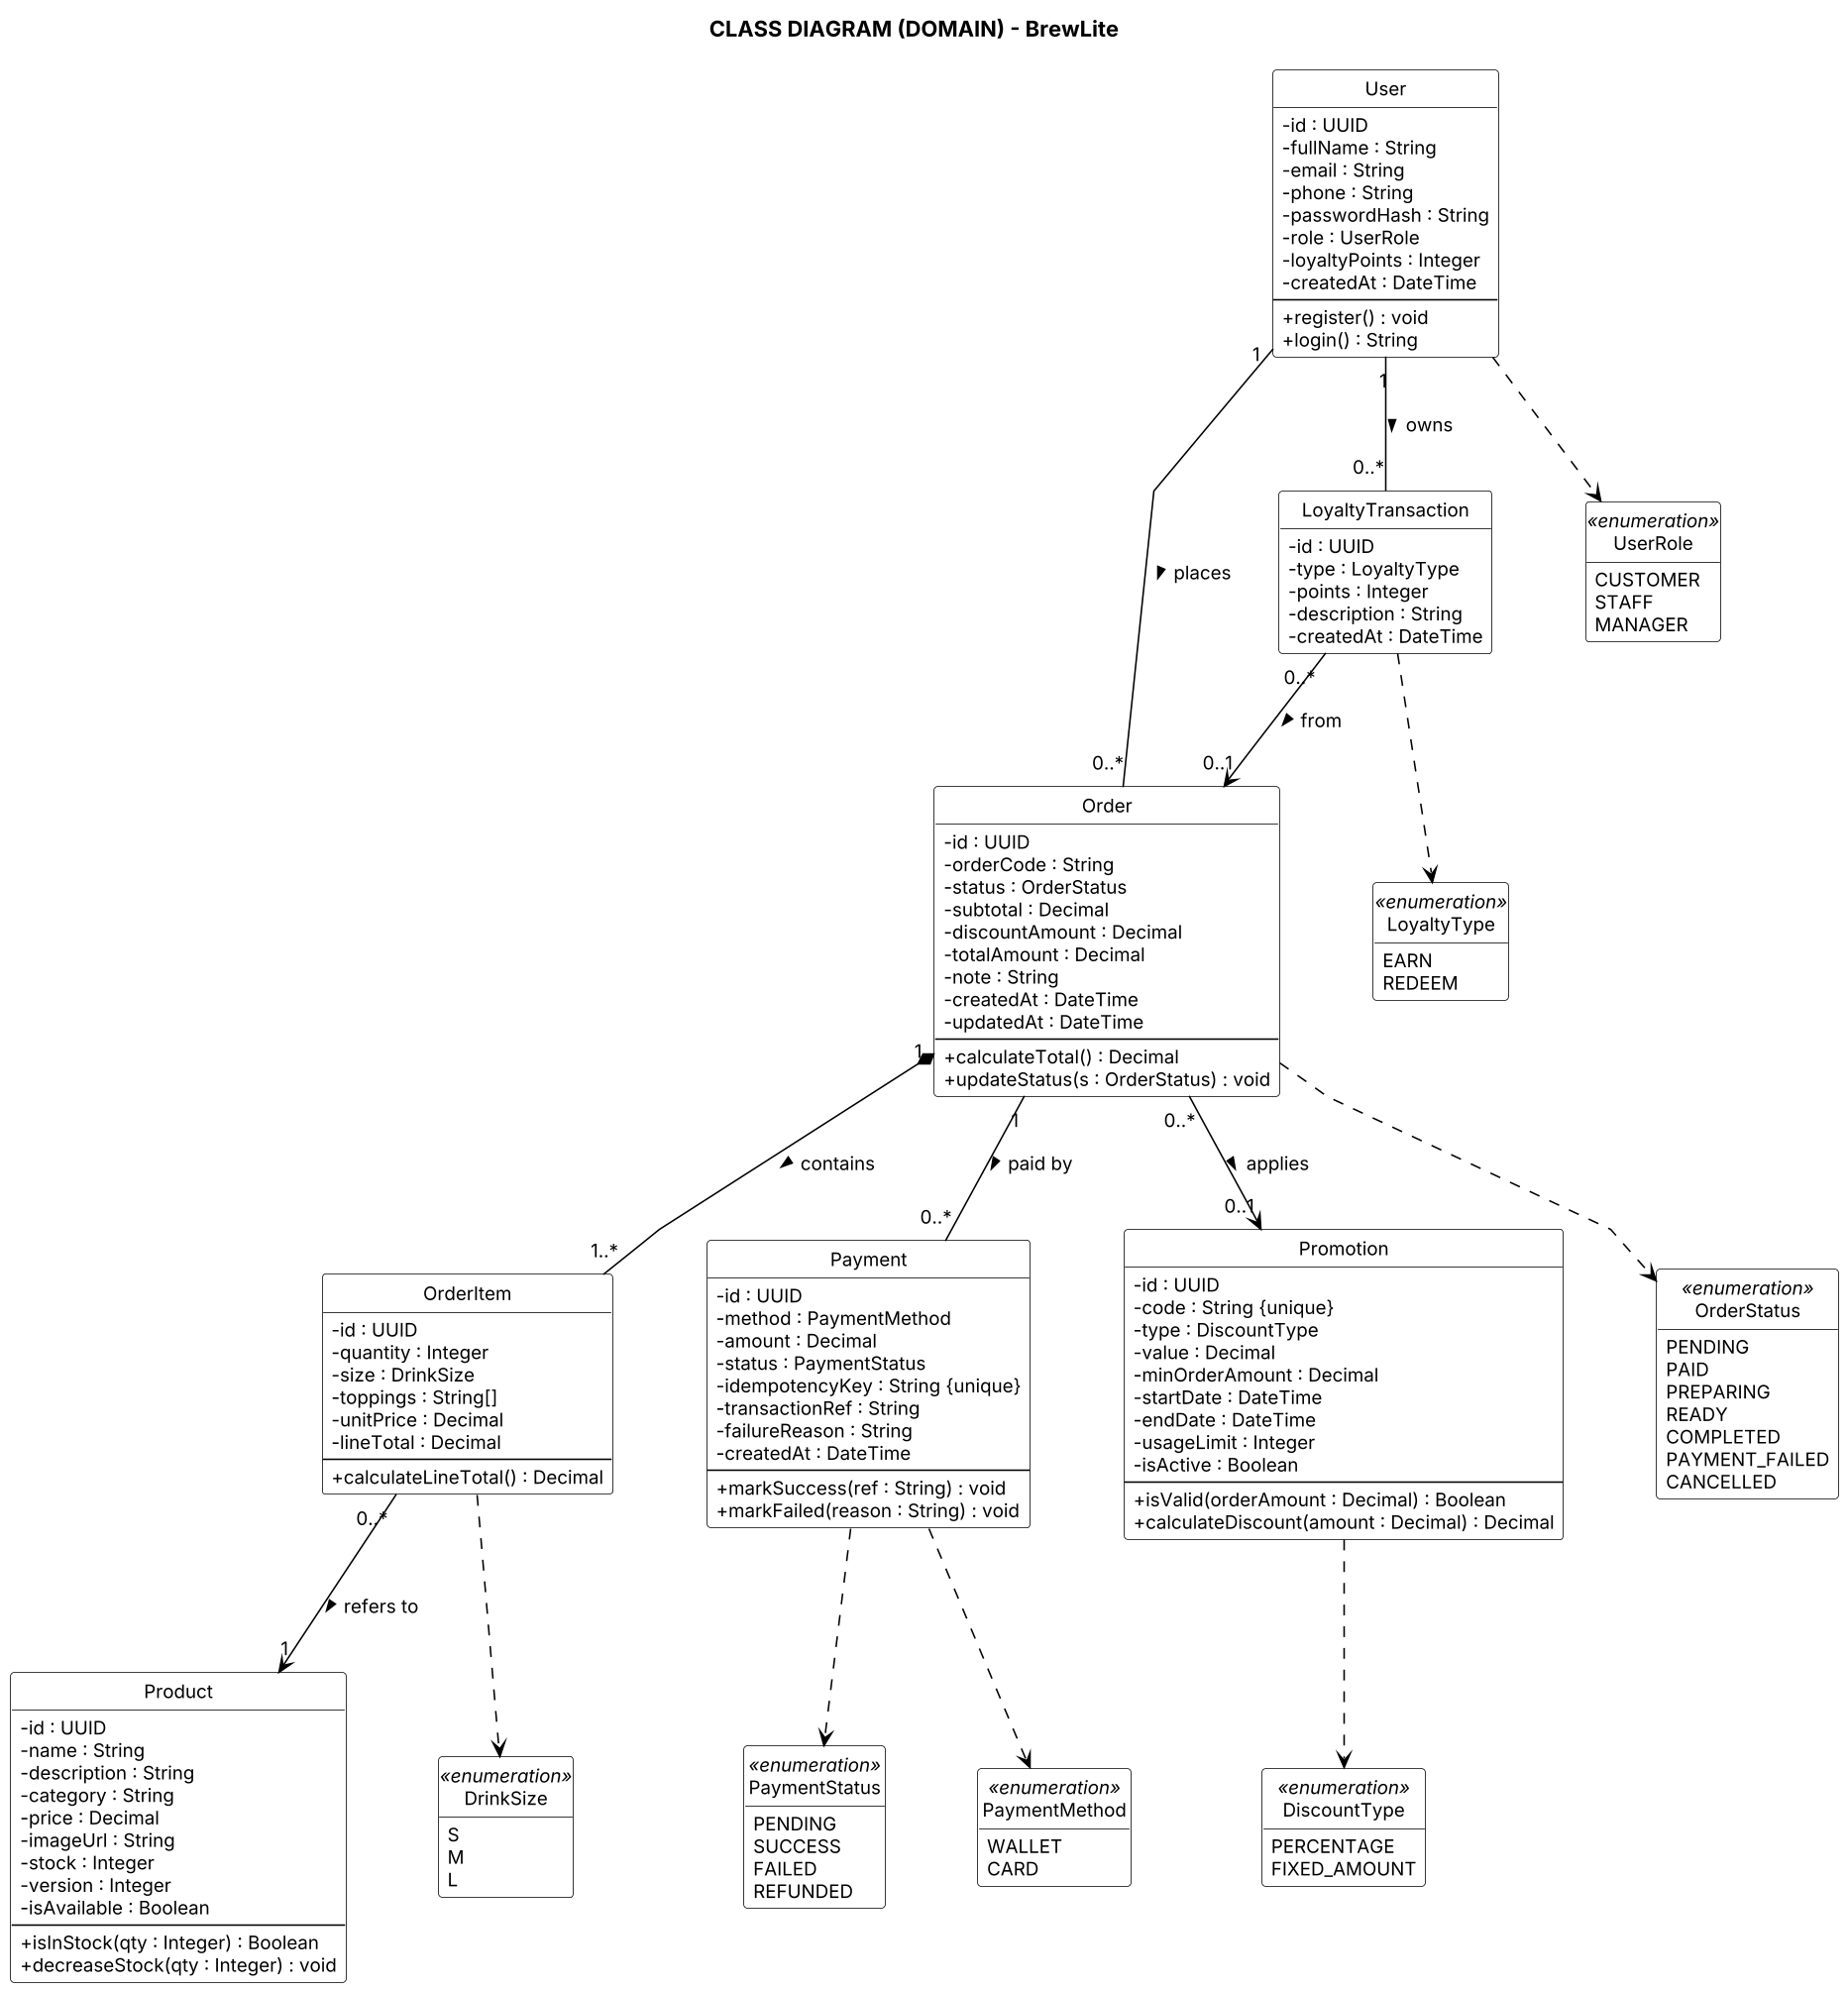 CLASS DIAGRAM (DOMAIN) - BrewLite
User
-id : UUID
-fullName : String
-email : String
-phone : String
-passwordHash : String
-role : UserRole
-loyaltyPoints : Integer
-createdAt : DateTime
+register() : void
+login() : String
1
1
owns
0..*
places
LoyaltyTransaction
-id : UUID
-type : LoyaltyType
-points : Integer
-description : String
-createdAt : DateTime
«enumeration»
UserRole
CUSTOMER
STAFF
MANAGER
0..*
from
0..*
0..1
Order
-id : UUID
-orderCode : String
-status : OrderStatus
-subtotal : Decimal
-discountAmount : Decimal
-totalAmount : Decimal
-note : String
-createdAt : DateTime
-updatedAt : DateTime
+calculateTotal() : Decimal
+updateStatus(s : OrderStatus) : void
«enumeration»
LoyaltyType
EARN
REDEEM
1
1
0..*
contains
paid by
applies
1..*
0..*
0..1
OrderItem
-id : UUID
-quantity : Integer
-size : DrinkSize
-toppings : String[]
-unitPrice : Decimal
-lineTotal : Decimal
+calculateLineTotal() : Decimal
Payment
-id : UUID
-method : PaymentMethod
-amount : Decimal
-status : PaymentStatus
-idempotencyKey : String {unique}
-transactionRef : String
-failureReason : String
-createdAt : DateTime
+markSuccess(ref : String) : void
+markFailed(reason : String) : void
Promotion
-id : UUID
-code : String {unique}
-type : DiscountType
-value : Decimal
-minOrderAmount : Decimal
-startDate : DateTime
-endDate : DateTime
-usageLimit : Integer
-isActive : Boolean
+isValid(orderAmount : Decimal) : Boolean
+calculateDiscount(amount : Decimal) : Decimal
«enumeration»
OrderStatus
PENDING
PAID
PREPARING
READY
COMPLETED
PAYMENT_FAILED
CANCELLED
0..*
refers to
1
Product
-id : UUID
-name : String
-description : String
-category : String
-price : Decimal
-imageUrl : String
-stock : Integer
-version : Integer
-isAvailable : Boolean
+isInStock(qty : Integer) : Boolean
+decreaseStock(qty : Integer) : void
«enumeration»
DrinkSize
S
M
L
«enumeration»
PaymentStatus
PENDING
SUCCESS
FAILED
REFUNDED
«enumeration»
PaymentMethod
WALLET
CARD
«enumeration»
DiscountType
PERCENTAGE
FIXED_AMOUNT